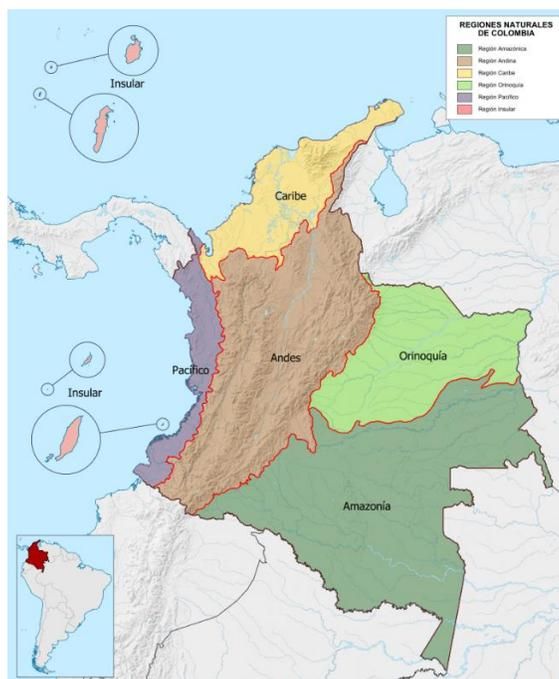 REGIONES NATURALES
DE COLOMBIA
Región Amazónica
Región Andina
Región Caribe
Región Orinoquía
Región Pacífico
Región Insular
Insular
Caribe
Pacífico
Andes
Orinoquía
Insular
Amazonía